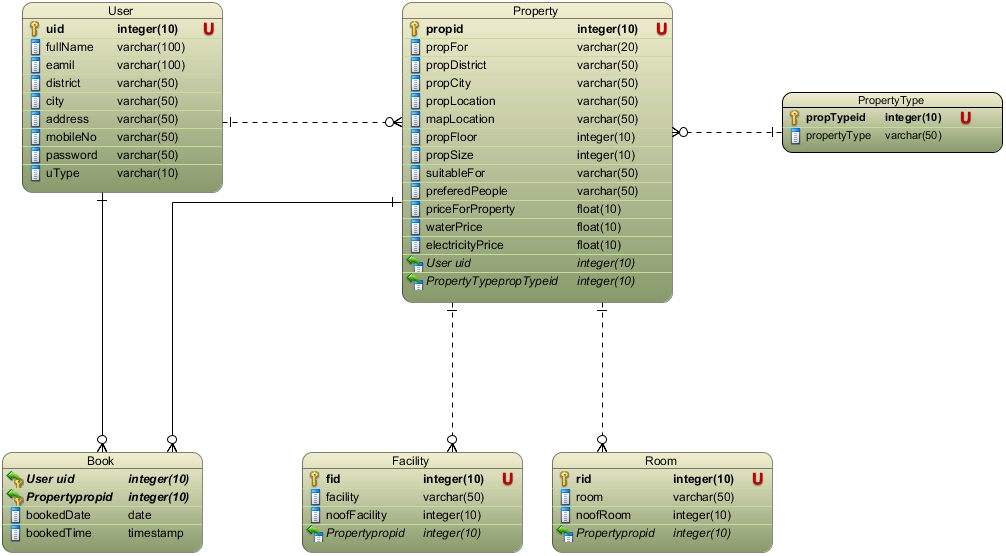 User
uid integer(10) U
fullName varchar(100)
eamil varchar(100)
district varchar(50)
city varchar(50)
address varchar(50)
mobileNo varchar(50)
password varchar(50)
uType varchar(10)
Property
propid integer(10) U
propFor varchar(20)
propDistrict varchar(50)
propCity varchar(50)
propLocation varchar(50)
mapLocation varchar(50)
propFloor integer(10)
propSize integer(10)
suitableFor varchar(50)
preferedPeople varchar(50)
priceForProperty float(10)
waterPrice float(10)
electricityPrice float(10)
User uid integer(10)
PropertyTypepropTypeid integer(10)
PropertyType
propTypeid integer(10) U
propertyType varchar(50)
Book
User uid integer(10)
Propertypropid integer(10)
bookedDate date
bookedTime timestamp
Facility
fid integer(10) U
facility varchar(50)
noofFacility integer(10)
Propertypropid integer(10)
Room
rid integer(10) U
room varchar(50)
noofRoom integer(10)
Propertypropid integer(10)